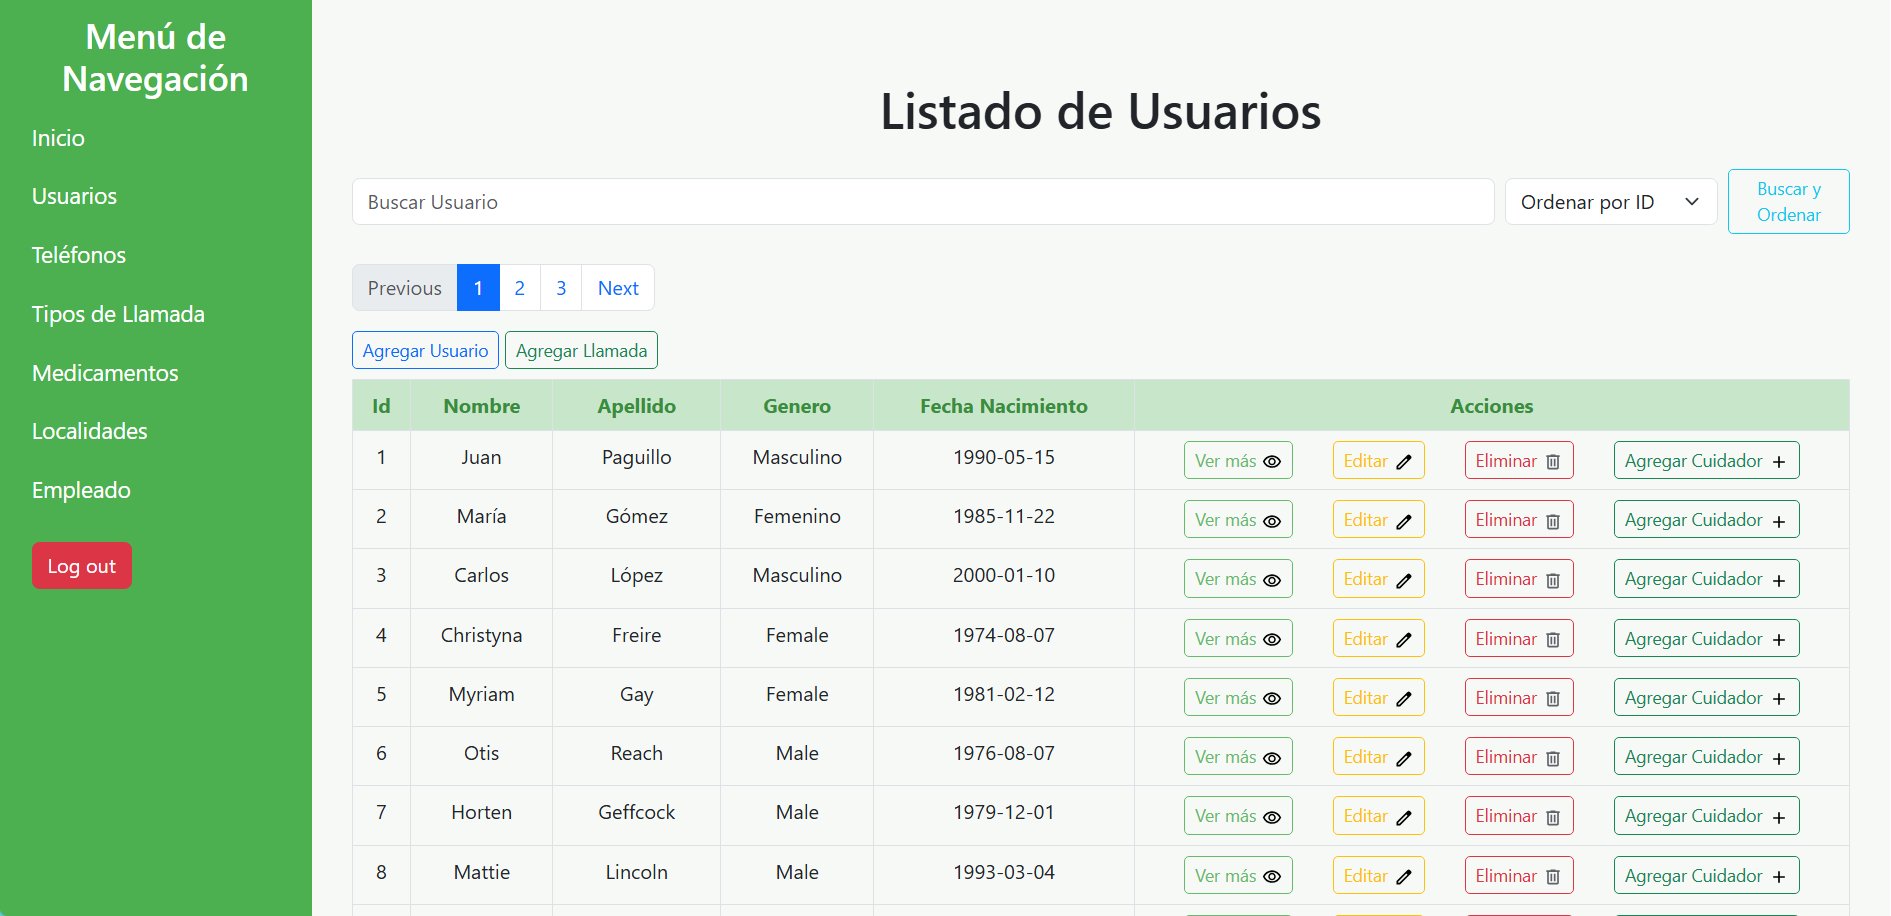 Menú de
Navegación
Inicio
Usuarios
Teléfonos
Tipos de Llamada
Medicamentos
Localidades
Empleado
Log out
Listado de Usuarios
Buscar Usuario
Ordenar por ID
Buscar y
Ordenar
Previous 1 2 3 Next
Agregar Usuario Agregar Llamada
Id Nombre Apellido Genero Fecha Nacimiento Acciones
1 Juan Paguillo Masculino 1990-05-15 Ver más Editar Eliminar Agregar Cuidador
2 María Gómez Femenino 1985-11-22 Ver más Editar Eliminar Agregar Cuidador
3 Carlos López Masculino 2000-01-10 Ver más Editar Eliminar Agregar Cuidador
4 Christyna Freire Female 1974-08-07 Ver más Editar Eliminar Agregar Cuidador
5 Myriam Gay Female 1981-02-12 Ver más Editar Eliminar Agregar Cuidador
6 Otis Reach Male 1976-08-07 Ver más Editar Eliminar Agregar Cuidador
7 Horten Geffcock Male 1979-12-01 Ver más Editar Eliminar Agregar Cuidador
8 Mattie Lincoln Male 1993-03-04 Ver más Editar Eliminar Agregar Cuidador